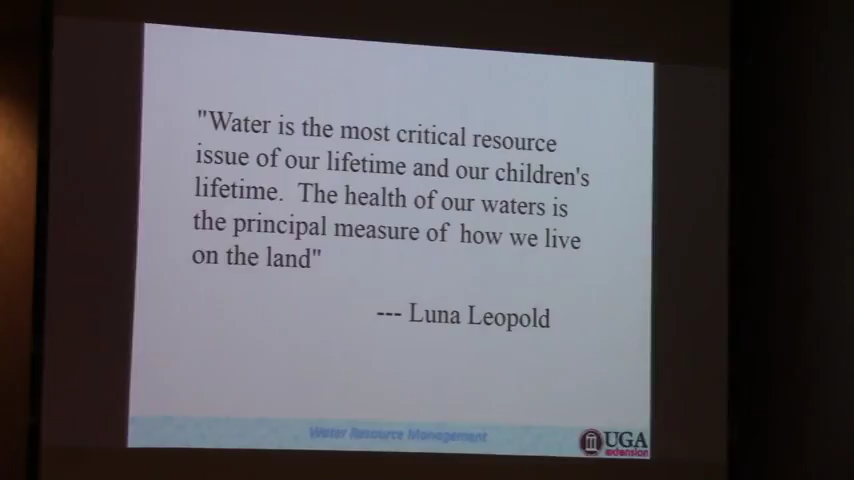 "Water is the most critical resource
issue of our lifetime and our children's
lifetime. The health of our waters is
the principal measure of how we live
on the land"
--- Luna Leopold
Water Resource Management
UGA
extension